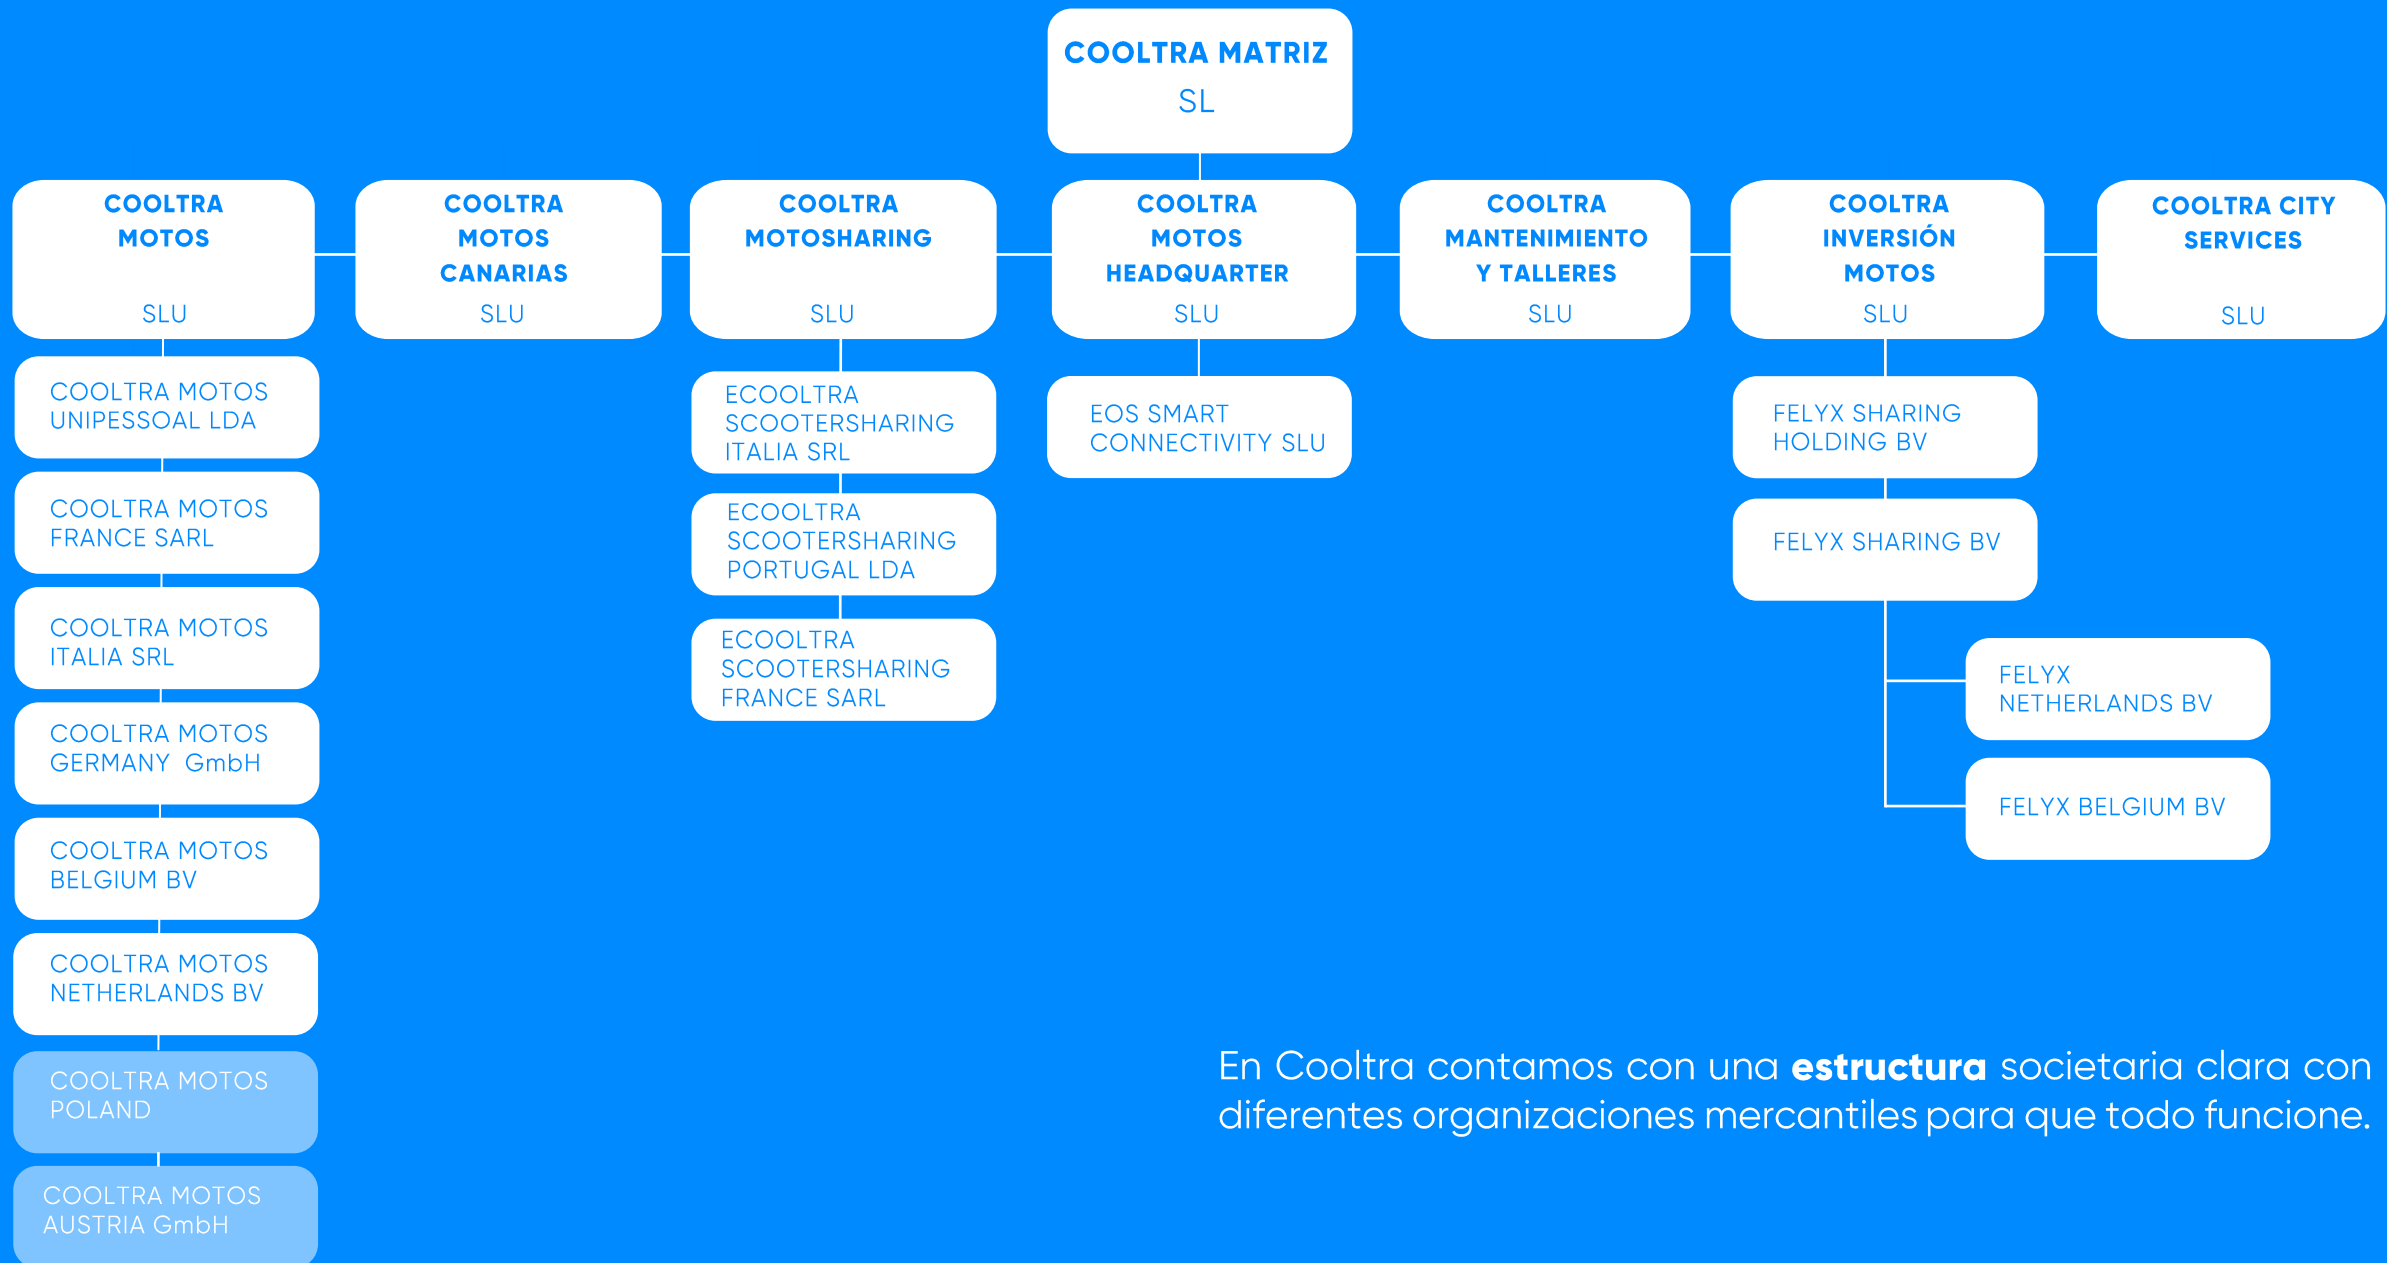 COOLTRA MATRIZ
SL
COOLTRA
MOTOS
SLU
COOLTRA
MOTOS
CANARIAS
SLU
COOLTRA
MOTOSHARING
SLU
COOLTRA
MOTOS
HEADQUARTER
SLU
COOLTRA
MANTENIMIENTO
Y TALLERES
SLU
COOLTRA
INVERSIÓN
MOTOS
SLU
COOLTRA CITY
SERVICES
SLU
COOLTRA MOTOS
UNIPESSOAL LDA
COOLTRA MOTOS
FRANCE SARL
COOLTRA MOTOS
ITALIA SRL
COOLTRA MOTOS
GERMANY GmbH
COOLTRA MOTOS
BELGIUM BV
COOLTRA MOTOS
NETHERLANDS BV
COOLTRA MOTOS
POLAND
COOLTRA MOTOS
AUSTRIA GmbH
ECOOLTRA
SCOOTERSHARING
ITALIA SRL
ECOOLTRA
SCOOTERSHARING
PORTUGAL LDA
ECOOLTRA
SCOOTERSHARING
FRANCE SARL
EOS SMART
CONNECTIVITY SLU
FELYX SHARING
HOLDING BV
FELYX SHARING BV
FELYX
NETHERLANDS BV
FELYX BELGIUM BV
En Cooltra contamos con una estructura societaria clara con
diferentes organizaciones mercantiles para que todo funcione.